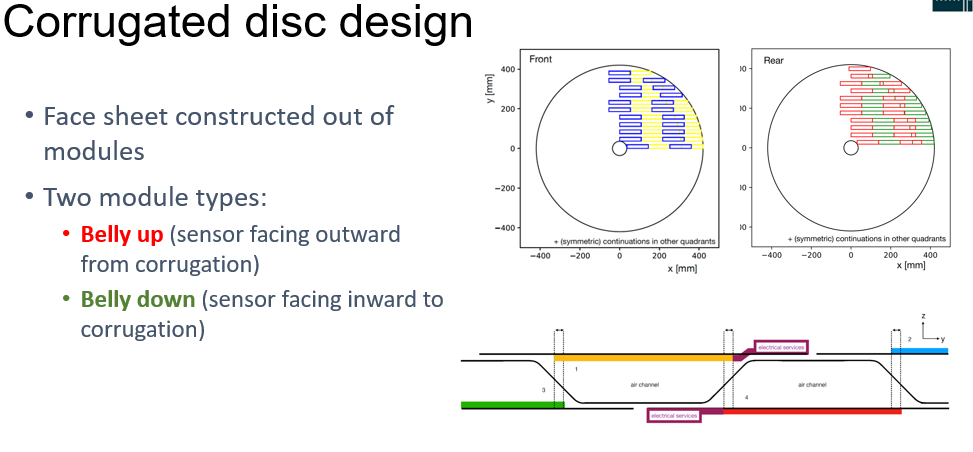 Corrugated disc design
• Face sheet constructed out of
modules
• Two module types:
• Belly up (sensor facing outward
from corrugation)
• Belly down (sensor facing inward to
corrugation)
Front
y [mm]
400
200
0
−200
−400
−400 −200 0 200 400
x [mm]
+ (symmetric) continuations in other quadrants
Rear
00
00
0
00
00
−400 −200 0 200 400
x [mm]
+ (symmetric) continuations in other quadrants
z
y
electrical services
2
1
3
air channel
air channel
4
electrical services